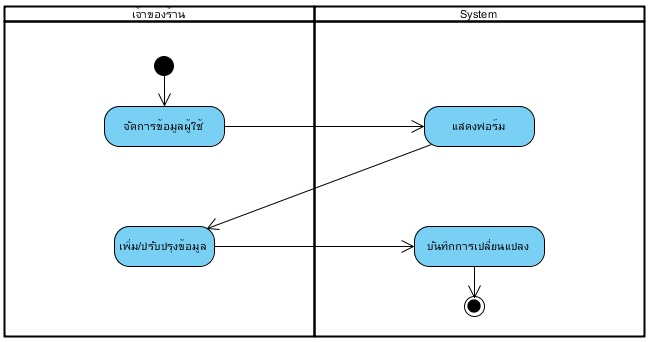 เจ้าของร้าน
System
จัดการข้อมูลผู้ใช้
แสดงฟอร์ม
เพิ่ม/ปรับปรุงข้อมูล
บันทึกการเปลี่ยนแปลง